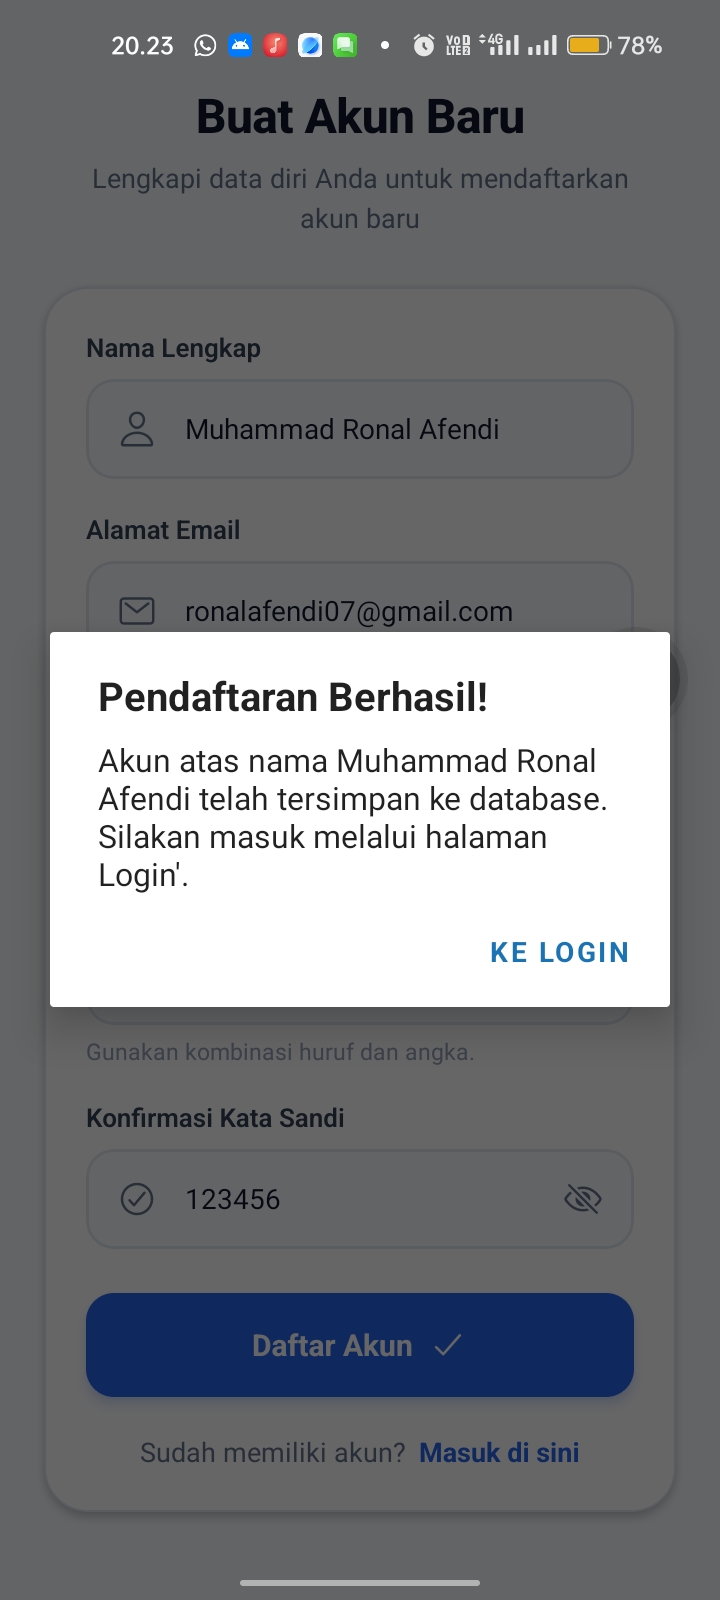 20.23 VoD LTE2 4G 78%
Buat Akun Baru
Lengkapi data diri Anda untuk mendaftarkan
akun baru
Nama Lengkap
Muhammad Ronal Afendi
Alamat Email
ronalafendi07@gmail.com
Pendaftaran Berhasil!
Akun atas nama Muhammad Ronal
Afendi telah tersimpan ke database.
Silakan masuk melalui halaman
Login'.
KE LOGIN
Gunakan kombinasi huruf dan angka.
Konfirmasi Kata Sandi
123456
Daftar Akun
Sudah memiliki akun? Masuk di sini